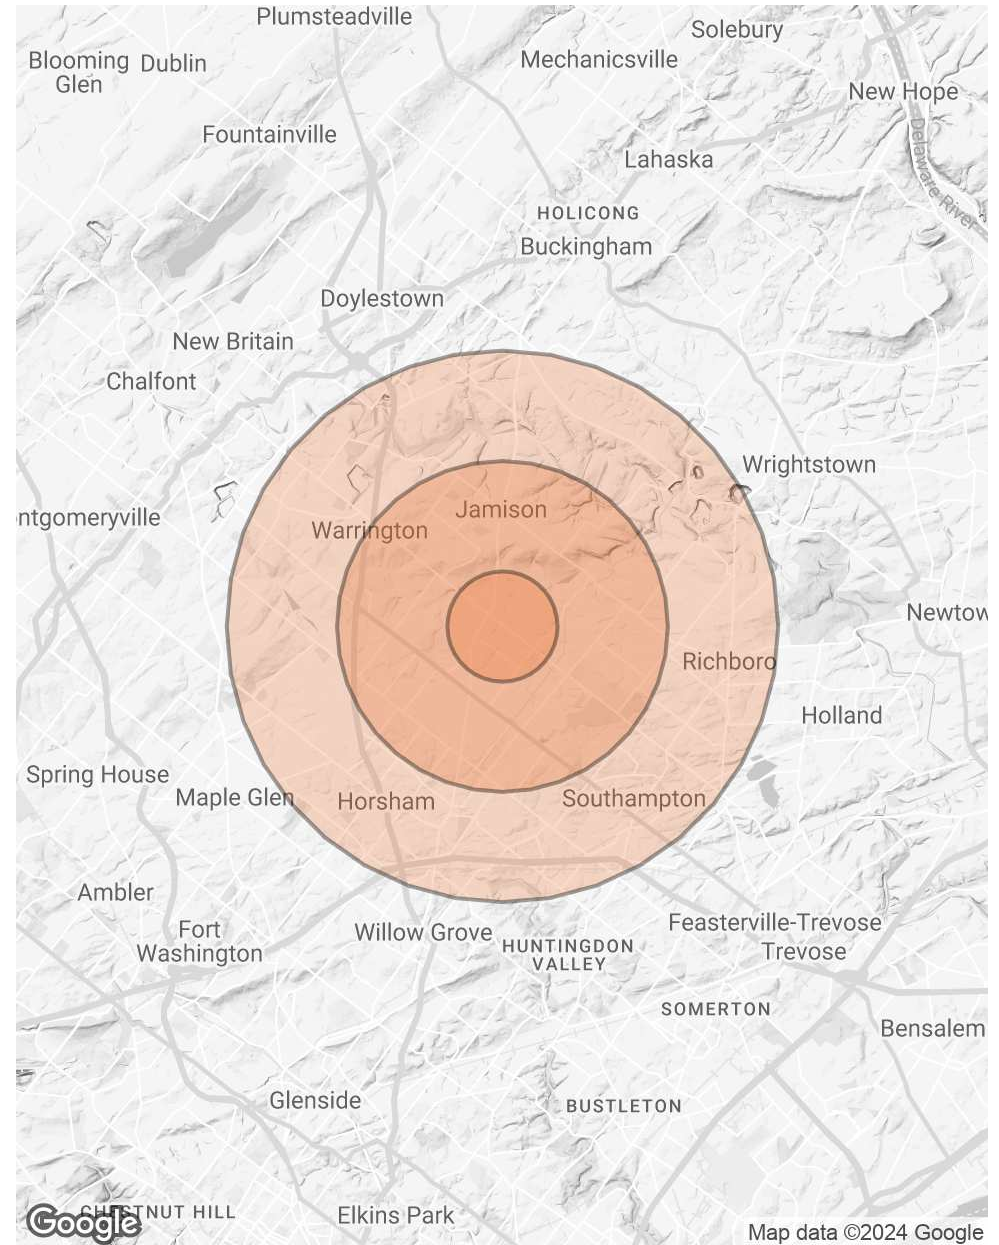 Plumsteadville
Solebury
Blooming
Glen
Dublin
Mechanicsville
New Hope
Fountainville
Delaware River
Lahaska
HOLICONG
Buckingham
Doylestown
New Britain
Chalfont
Wrightstown
Jamison
ntgomeryville
Warrington
Newtow
Richboro
Holland
Spring House
Maple Glen
Horsham
Southampton
Ambler
Fort
Washington
Willow Grove
Feasterville-Trevose
HUNTINGDON
VALLEY
Trevose
SOMERTON
Bensalem
Glenside
BUSTLETON
CHESTNUT HILL
Google
Elkins Park
Map data ©2024 Google